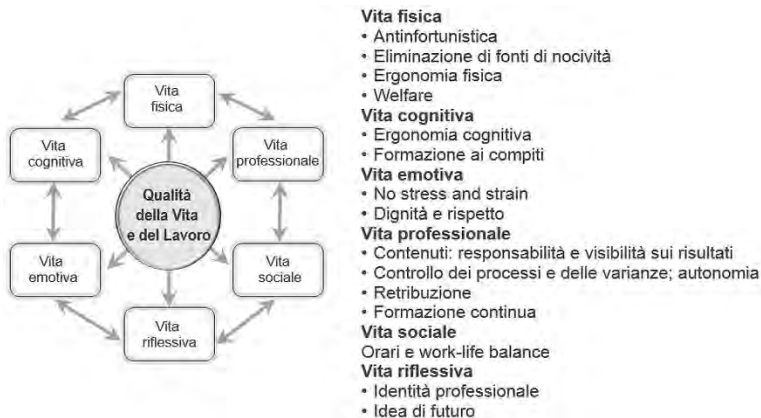 Vita
fisica
Vita
cognitiva
Vita
professionale
Qualità
della Vita
e del Lavoro
Vita
emotiva
Vita
sociale
Vita
riflessiva
Vita fisica
• Antinfortunistica
• Eliminazione di fonti di nocività
• Ergonomia fisica
• Welfare
Vita cognitiva
• Ergonomia cognitiva
• Formazione ai compiti
Vita emotiva
• No stress and strain
• Dignità e rispetto
Vita professionale
• Contenuti: responsabilità e visibilità sui risultati
• Controllo dei processi e delle varianze; autonomia
• Retribuzione
• Formazione continua
Vita sociale
Orari e work-life balance
Vita riflessiva
• Identità professionale
• Idea di futuro